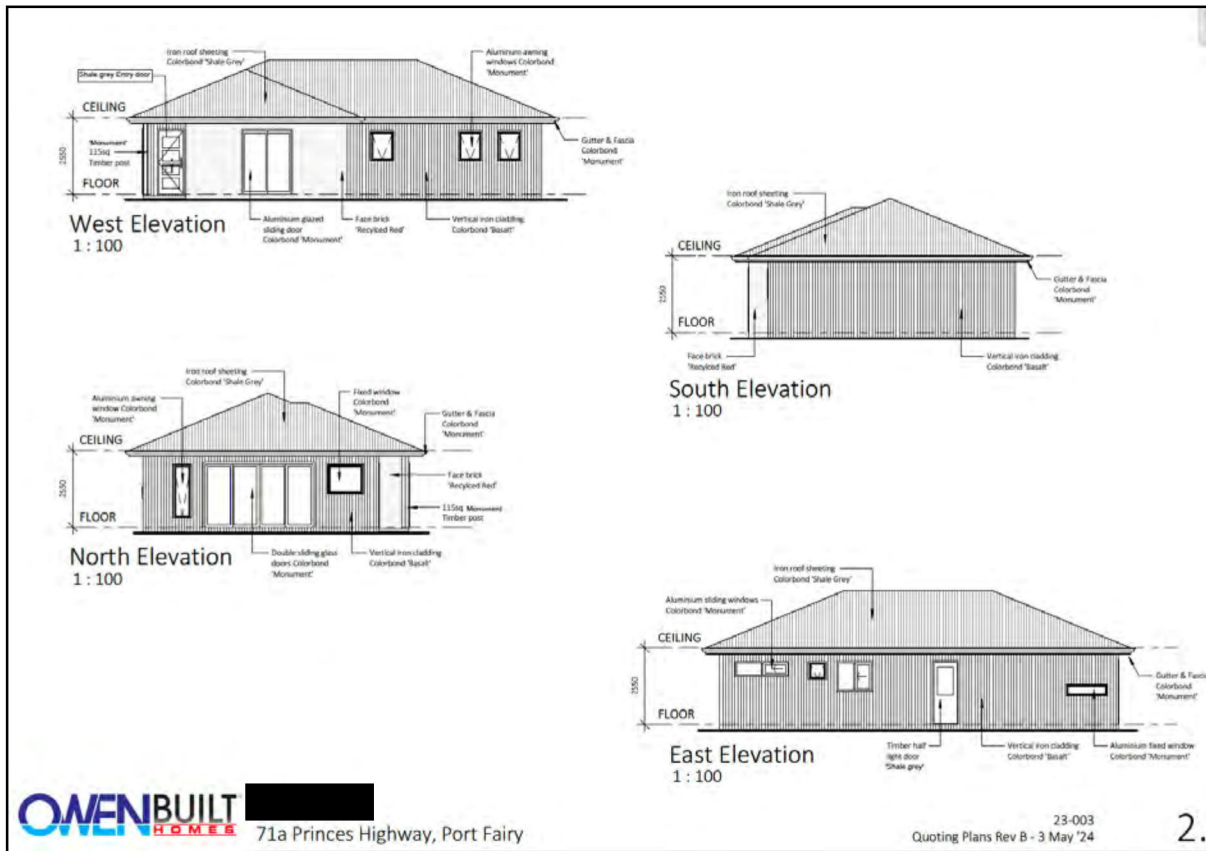 Iron roof sheeting
Colorbond 'Shale Grey'
Aluminum awning
windows Colorbond
'Monument'
Shale grey Entry door
CEILING
2550
'Monument'
115sq
Timber post
FLOOR
Gutter & Fascia
Colorbond
'Monument'
West Elevation
1 : 100
Aluminium glazed
sliding door
Colorbond 'Monument'
Face brick
'Recylced Red'
Vertical iron cladding
Colorbond 'Basalt'
Iron roof sheeting
Colorbond 'Shale Grey'
CEILING
2550
FLOOR
Gutter & Fascia
Colorbond
'Monument'
Face brick
'Recylced Red'
Vertical iron cladding
Colorbond 'Basalt'
South Elevation
1 : 100
Iron roof sheeting
Colorbond 'Shale Grey'
Aluminium awning
window Colorbond
'Monument'
Fixed window
Colorbond
'Monument'
Gutter & Fascia
Colorbond
'Monument'
CEILING
2550
FLOOR
Face brick
'Recylced Red'
115sq Monument
Timber post
North Elevation
1 : 100
Double sliding glass
doors Colorbond
'Monument'
Vertical iron cladding
Colorbond 'Basalt'
Iron roof sheeting
Colorbond 'Shale Grey'
Aluminium sliding windows
Colorbond 'Monument'
CEILING
2550
FLOOR
Gutter & Fascia
Colorbond
'Monument'
East Elevation
1 : 100
Timber half
light door
'Shale grey'
Vertical iron cladding
Colorbond 'Basalt'
Aluminium fixed window
Colorbond 'Monument'
OWENBUILT
HOMES
71a Princes Highway, Port Fairy
23-003
Quoting Plans Rev B - 3 May '24
2.